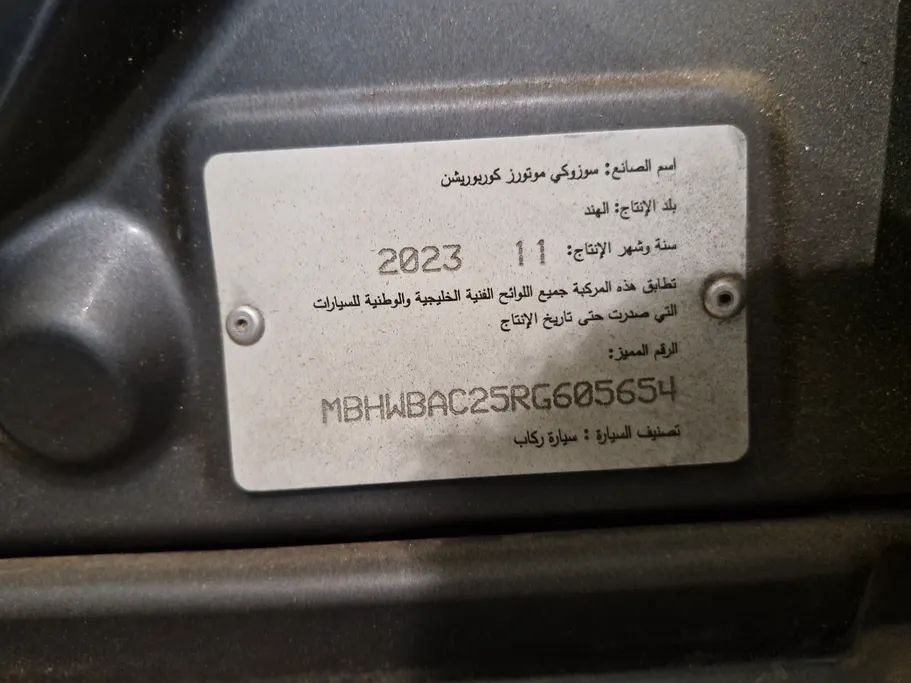 اسم الصانع: سوزوكي موتورز كوربوريشن
بلد الإنتاج: الهند
سنة وشهر الإنتاج: 11 2023
تطابق هذه المركبة جميع اللوائح الفنية الخليجية والوطنية للسيارات
التي صدرت حتى تاريخ الإنتاج
الرقم المميز:
MBHWBAC25RG605654
تصنيف السيارة : سيارة ركاب